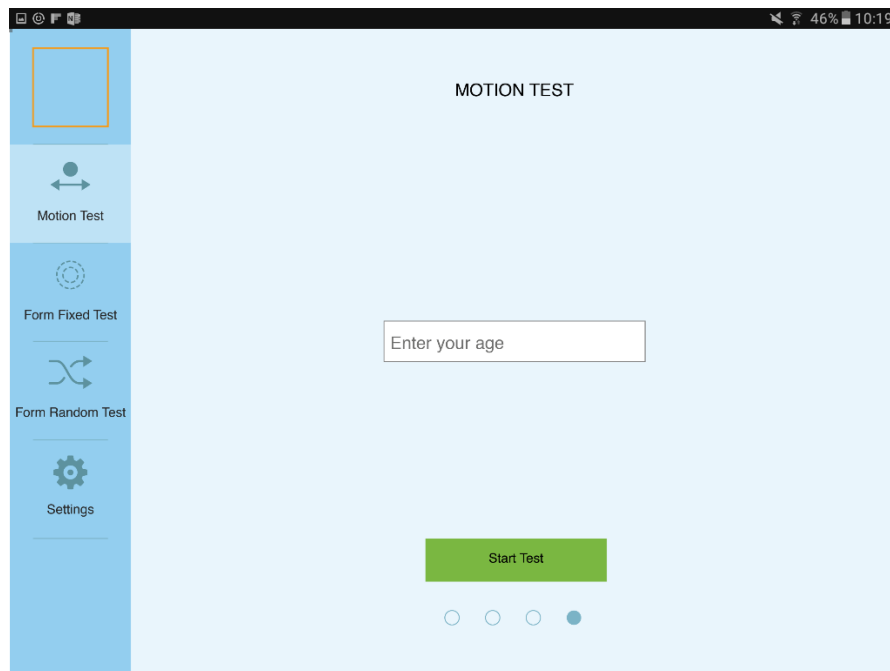 46% 10:19
MOTION TEST
Motion Test
Form Fixed Test
Form Random Test
Settings
Enter your age
Start Test